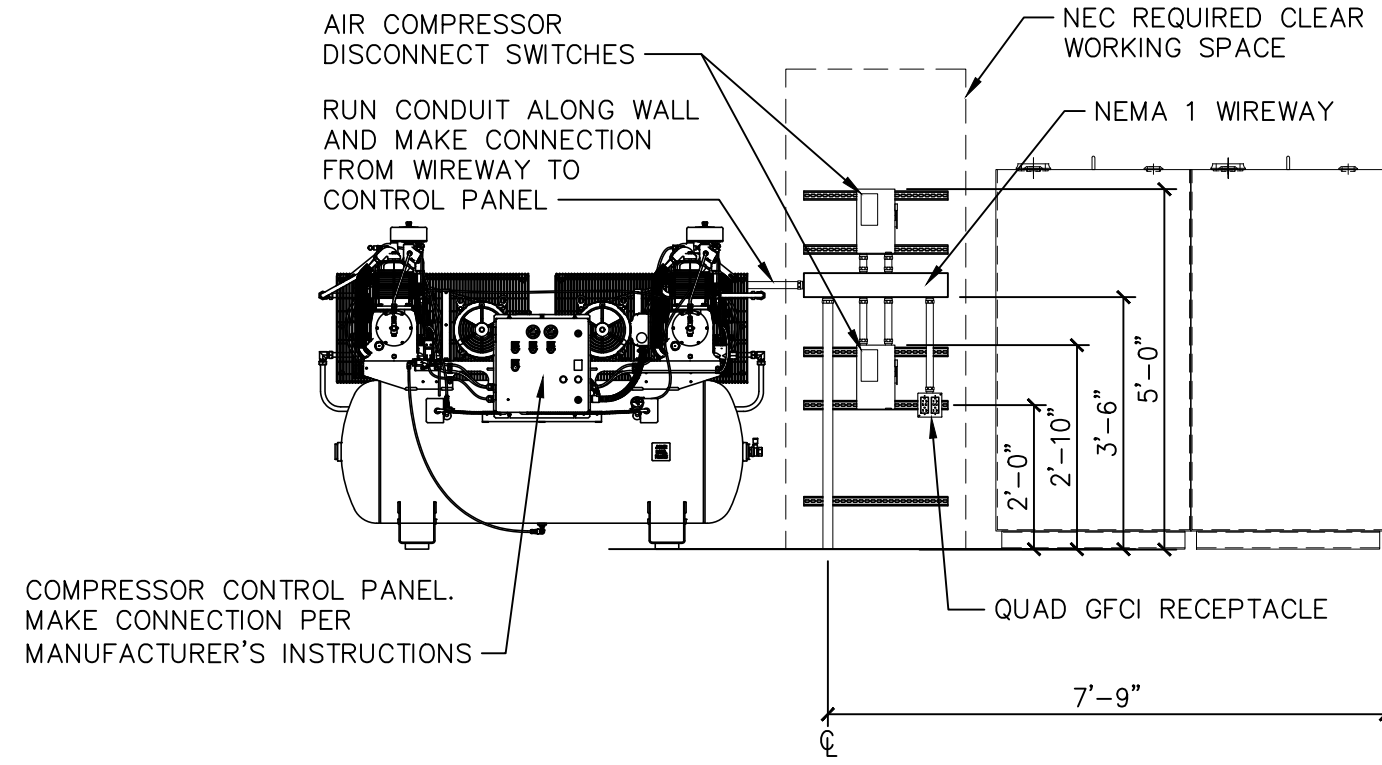 AIR COMPRESSOR
DISCONNECT SWITCHES
NEC REQUIRED CLEAR
WORKING SPACE
RUN CONDUIT ALONG WALL
AND MAKE CONNECTION
FROM WIREWAY TO
CONTROL PANEL
NEMA 1 WIREWAY
2'-0"
2'-10"
3'-6"
5'-0"
COMPRESSOR CONTROL PANEL.
MAKE CONNECTION PER
MANUFACTURER'S INSTRUCTIONS
QUAD GFCI RECEPTACLE
7'-9"
℄